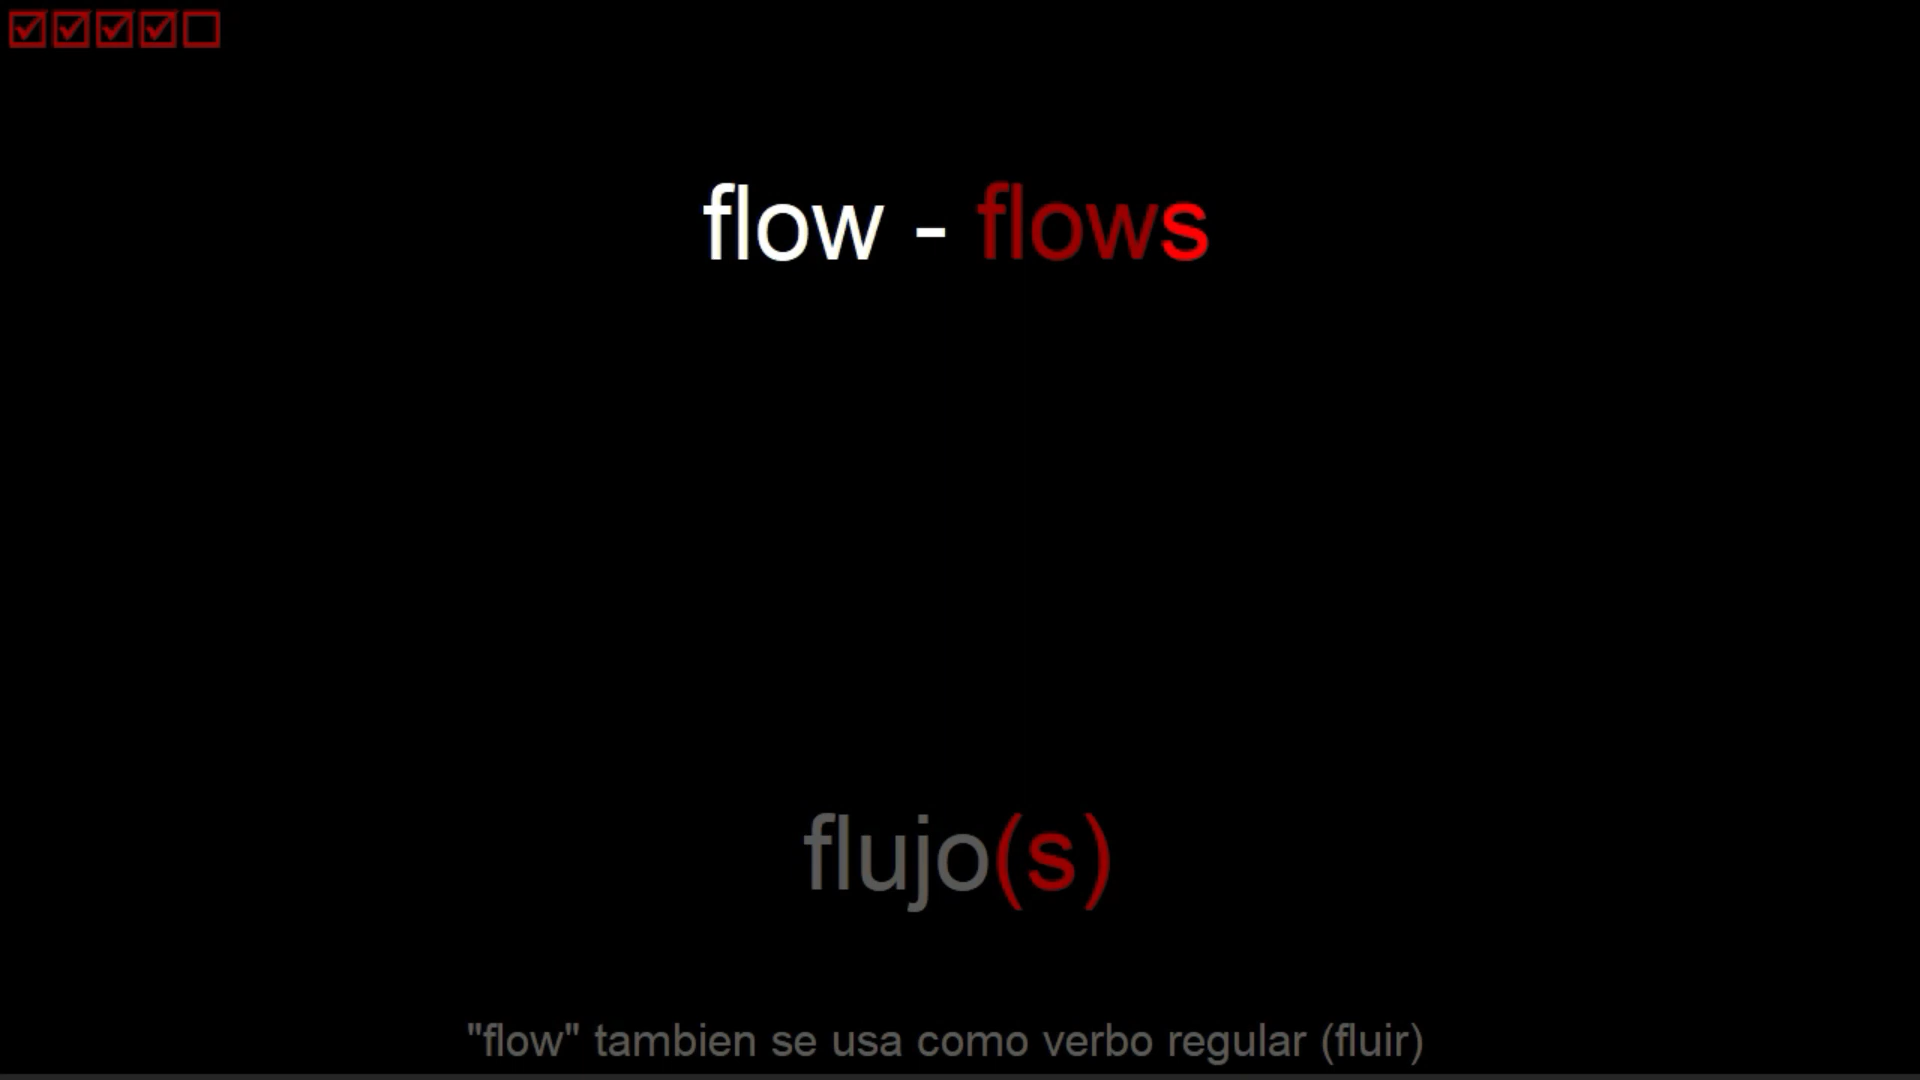 ☑☑☑☑☐
flow - flows
flujo(s)
"flow" tambien se usa como verbo regular (fluir)